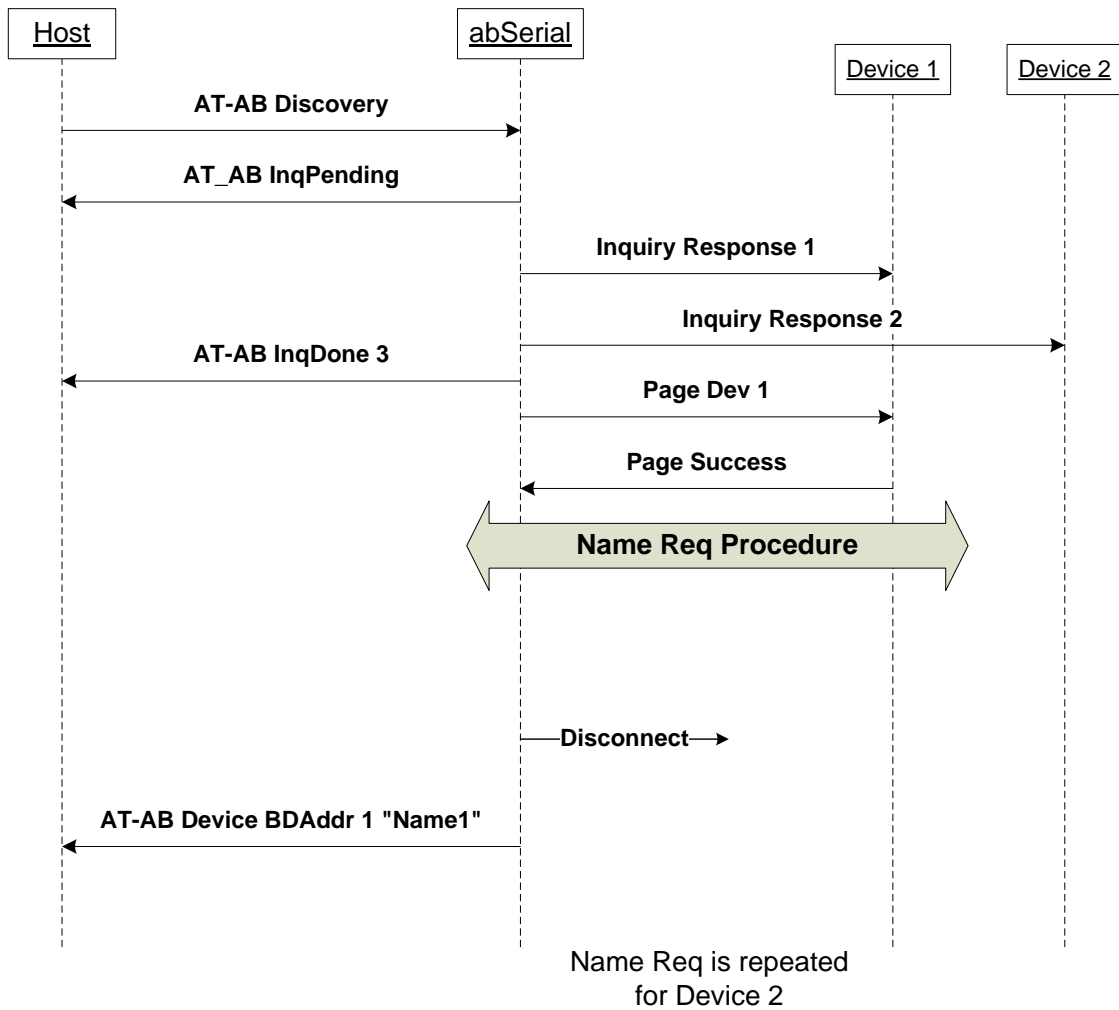 Host
abSerial
Device 1
Device 2
AT-AB Discovery
AT_AB InqPending
Inquiry Response 1
Inquiry Response 2
AT-AB InqDone 3
Page Dev 1
Page Success
Name Req Procedure
Disconnect
AT-AB Device BDAddr 1 "Name1"
Name Req is repeated
for Device 2